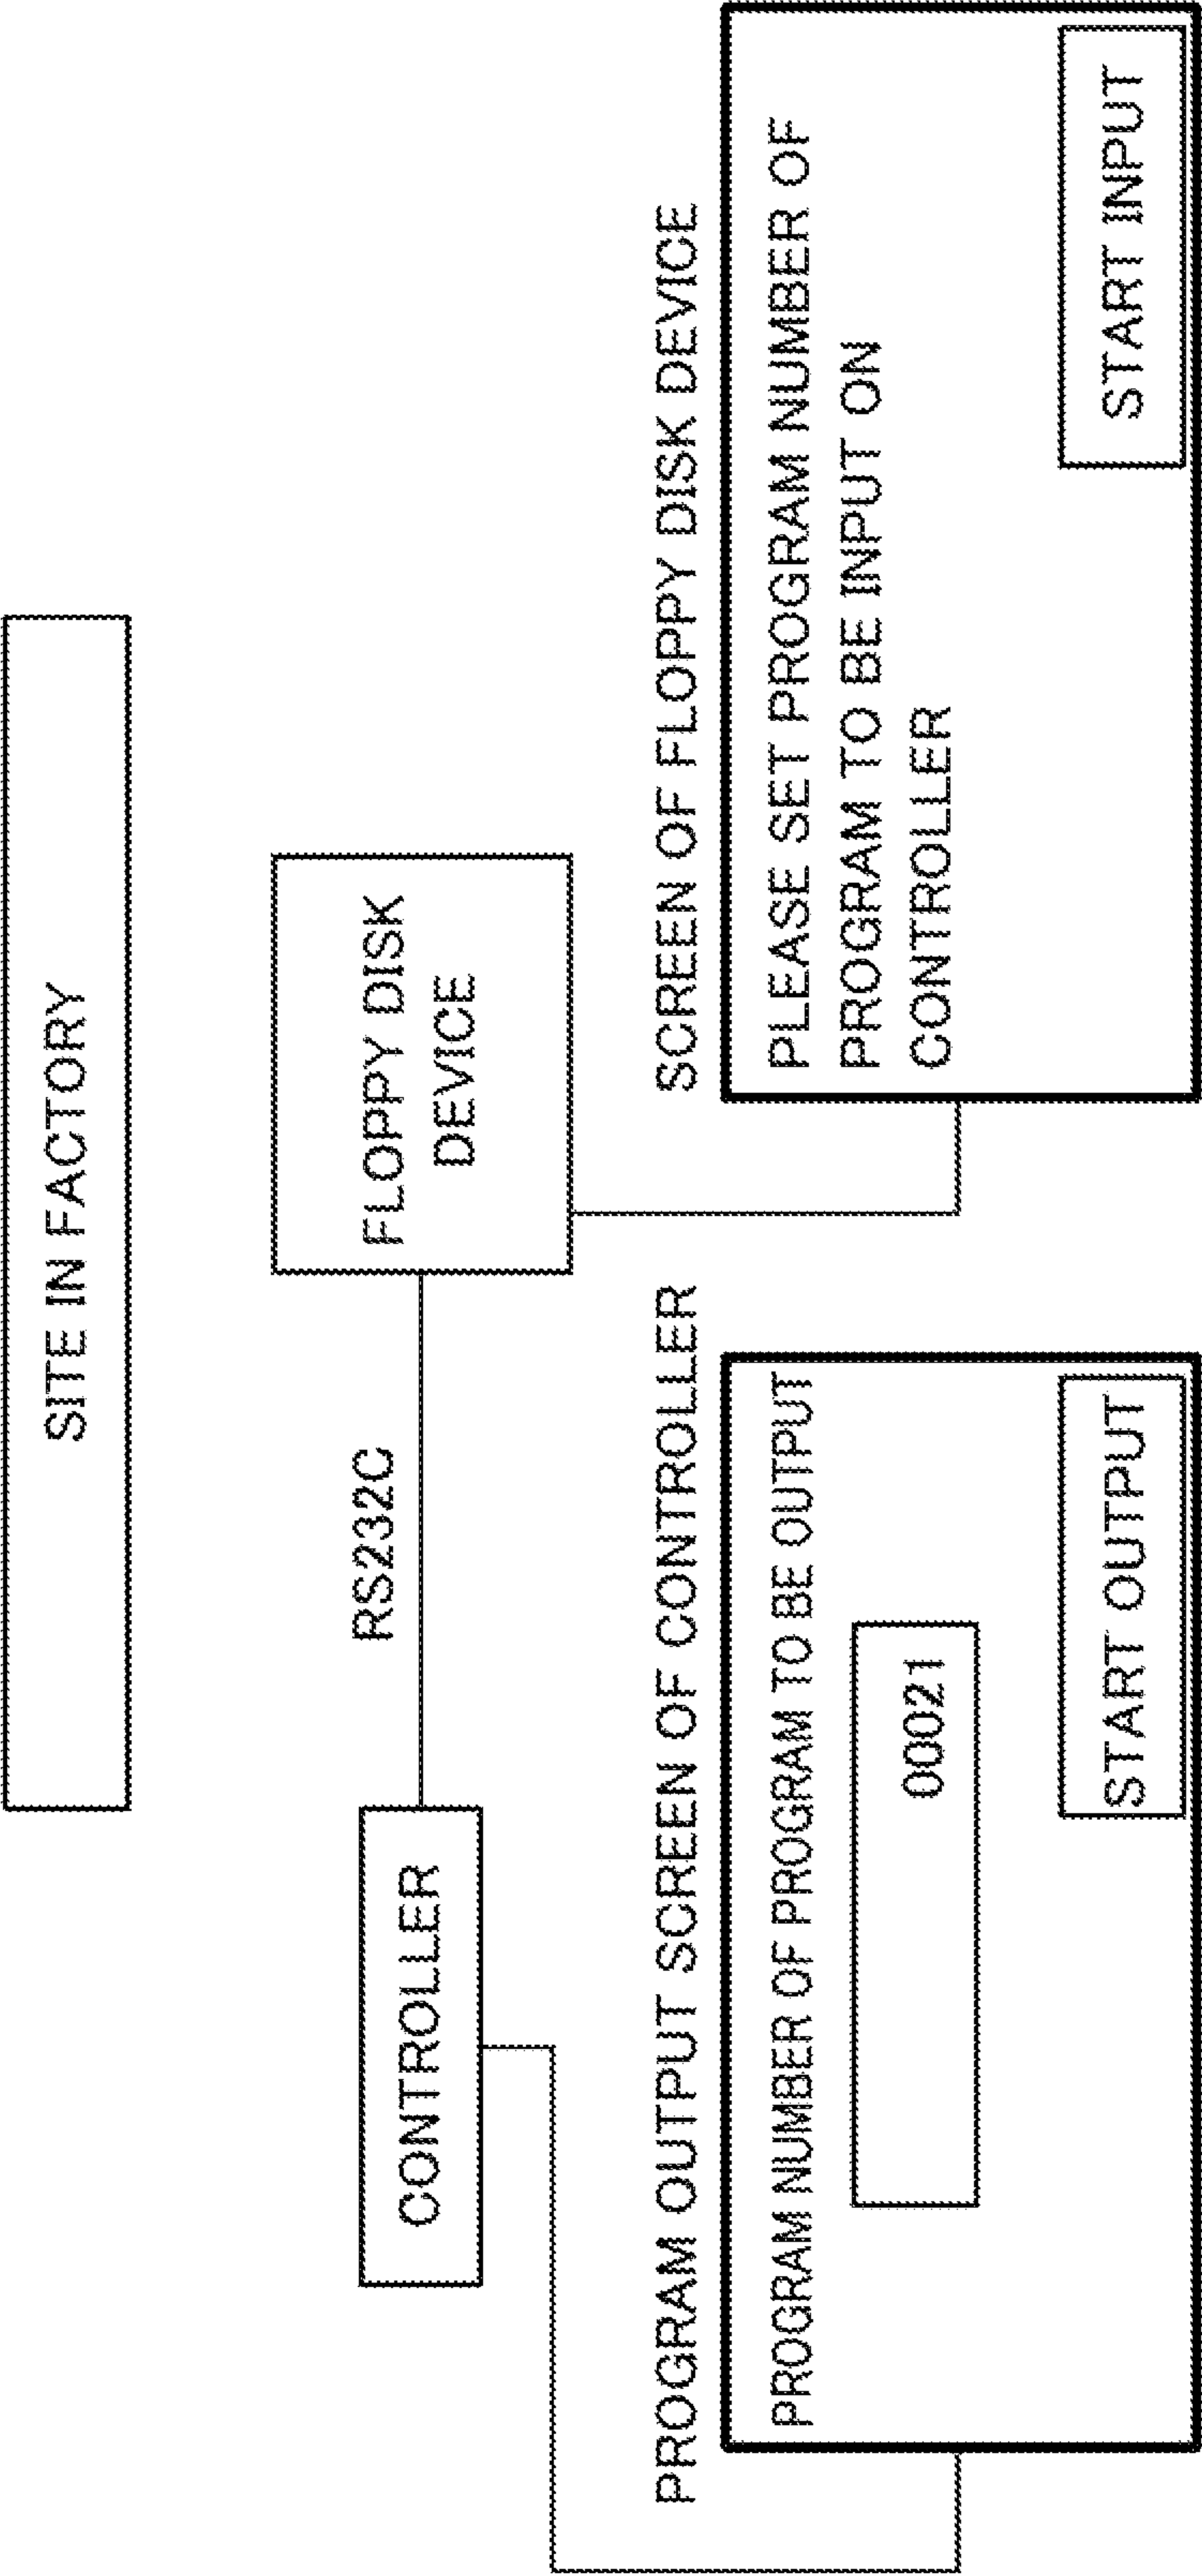 SITE IN FACTORY
CONTROLLER
RS232C
FLOPPY DISK
DEVICE
PROGRAM OUTPUT SCREEN OF CONTROLLER
PROGRAM NUMBER OF PROGRAM TO BE OUTPUT
00021
START OUTPUT
SCREEN OF FLOPPY DISK DEVICE
PLEASE SET PROGRAM NUMBER OF
PROGRAM TO BE INPUT ON
CONTROLLER
START INPUT